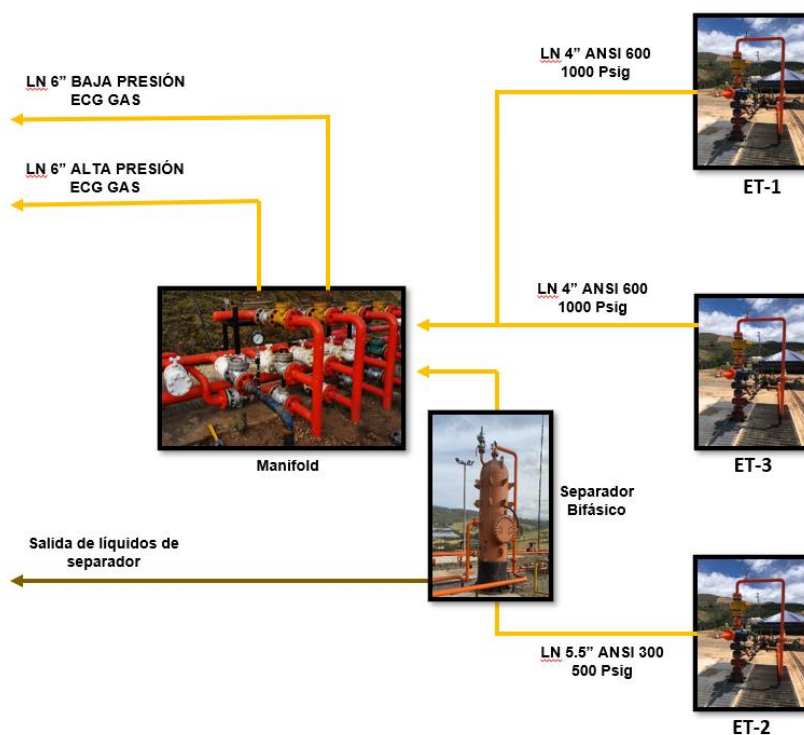 LN 4” ANSI 600
1000 Psig
LN 6” BAJA PRESIÓN
ECG GAS
LN 6” ALTA PRESIÓN
ECG GAS
ET-1
LN 4” ANSI 600
1000 Psig
Manifold
ET-3
Separador
Bifásico
Salida de líquidos de
separador
LN 5.5” ANSI 300
500 Psig
ET-2